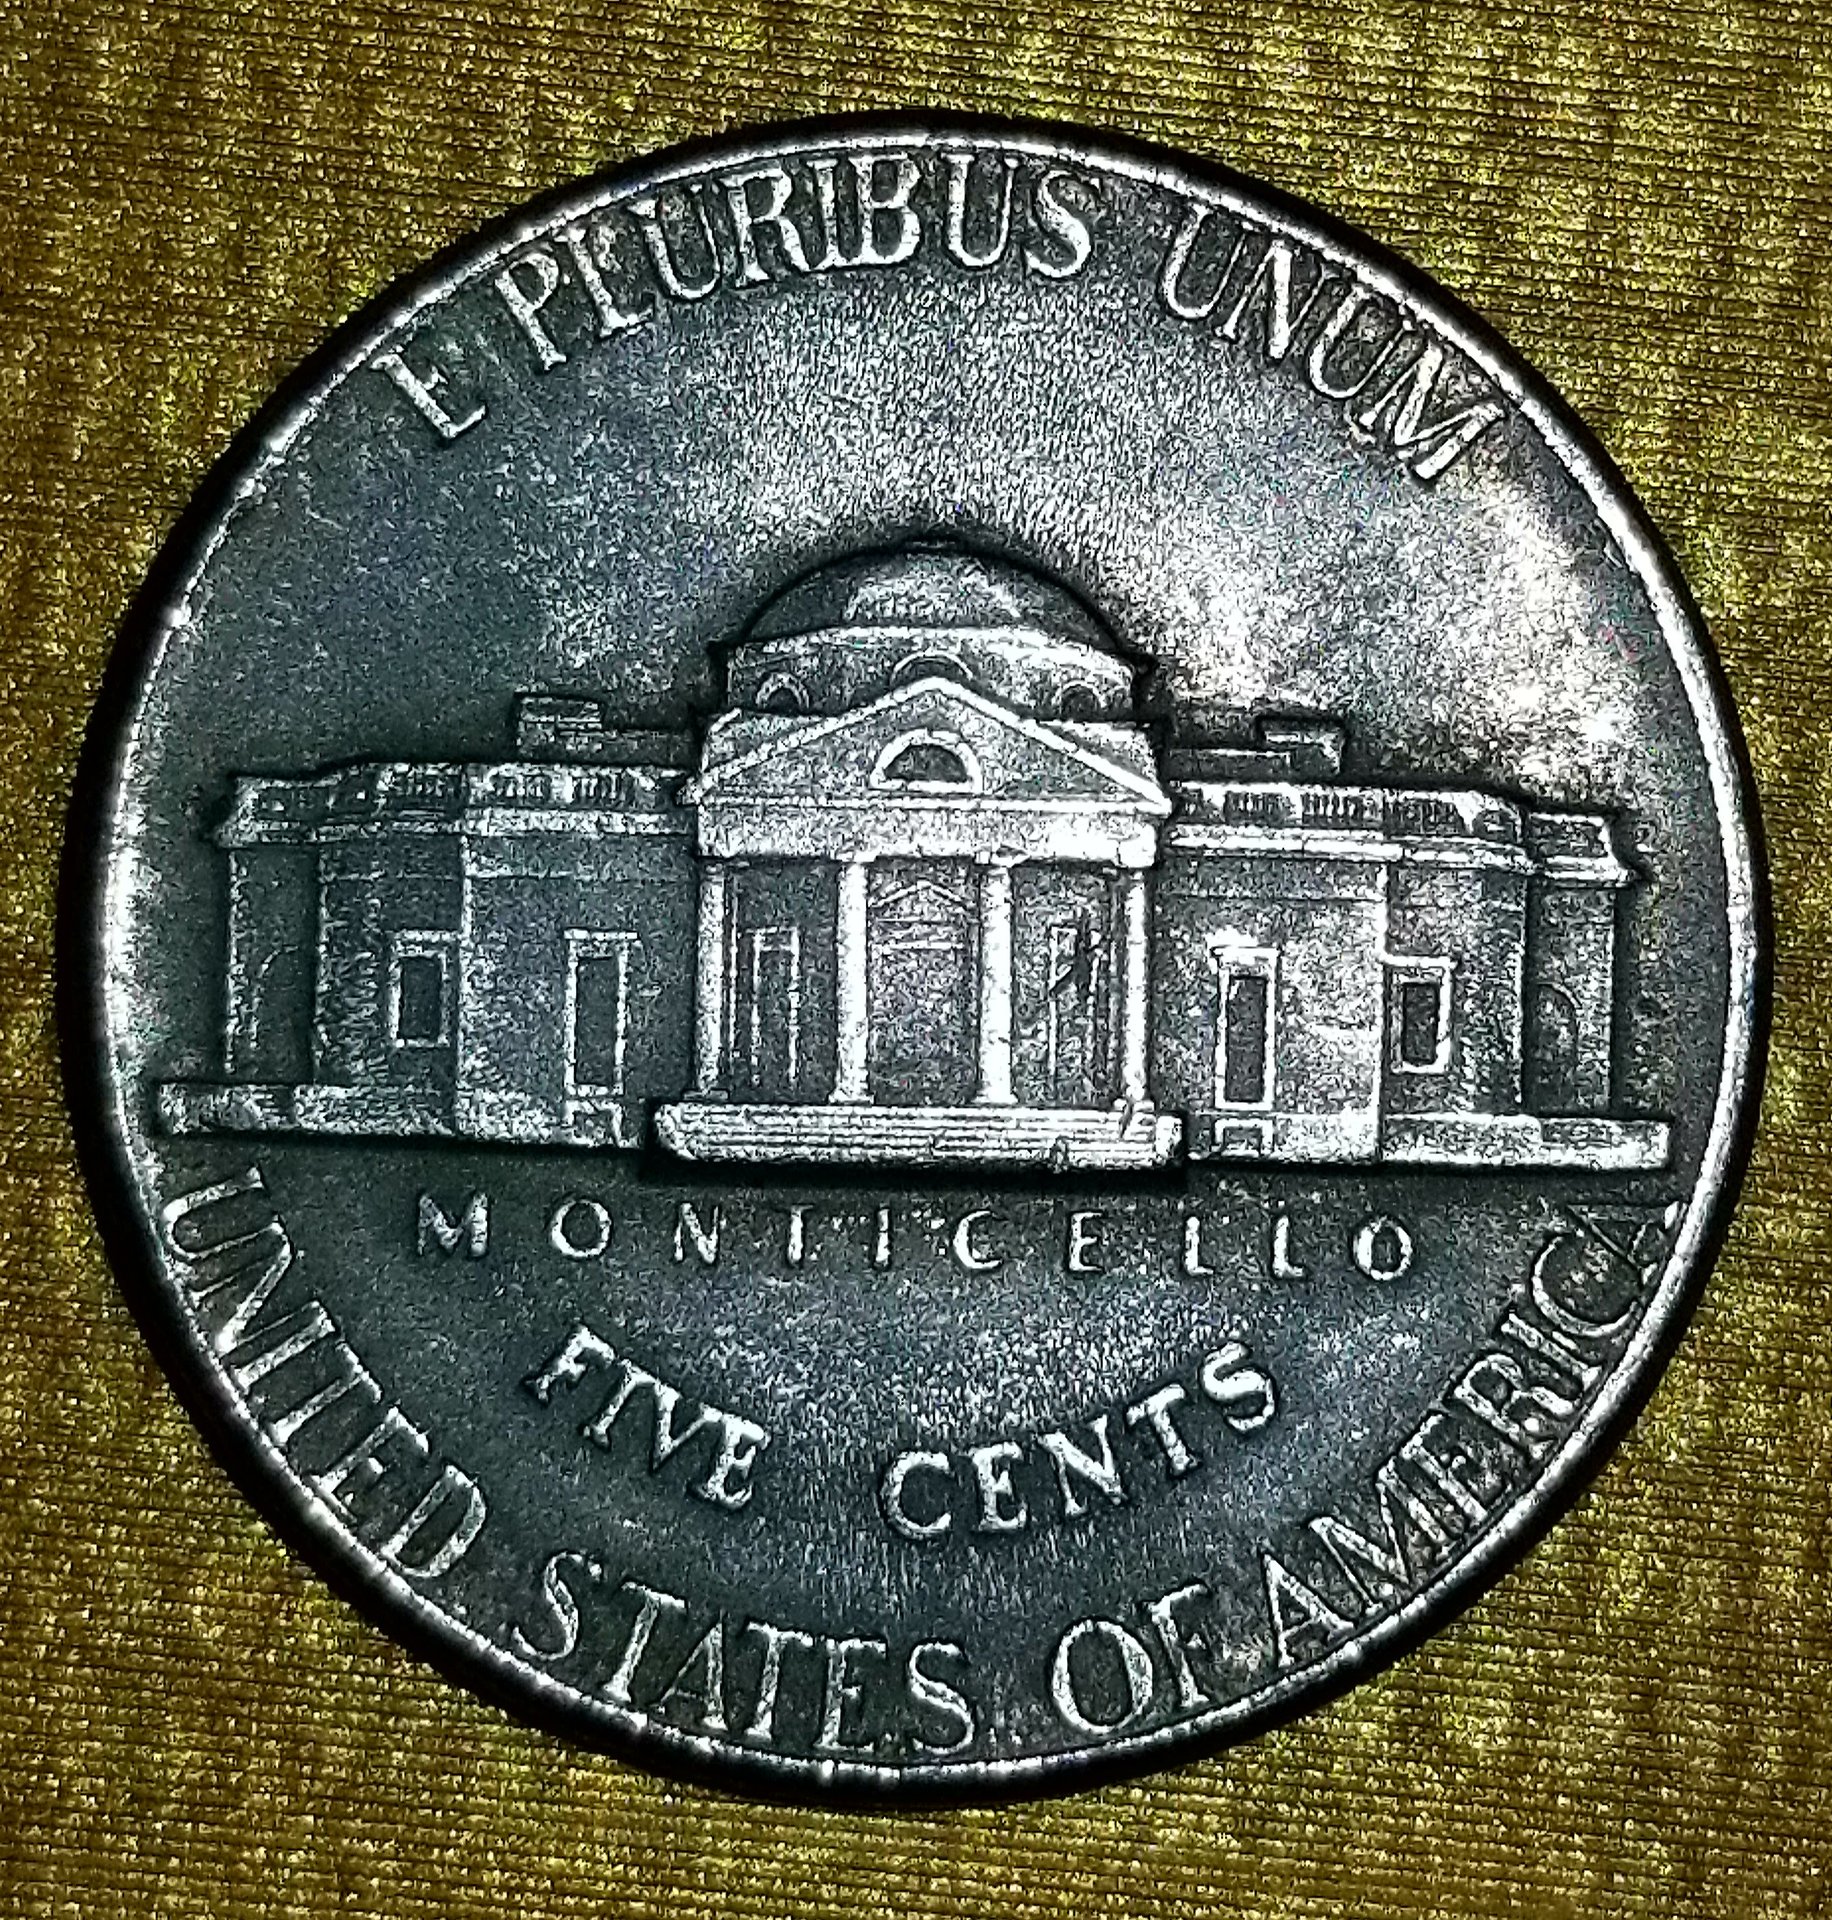 E PLURIBUS UNUM
MONTICELLO
FIVE CENTS
UNITED STATES OF AMERICA